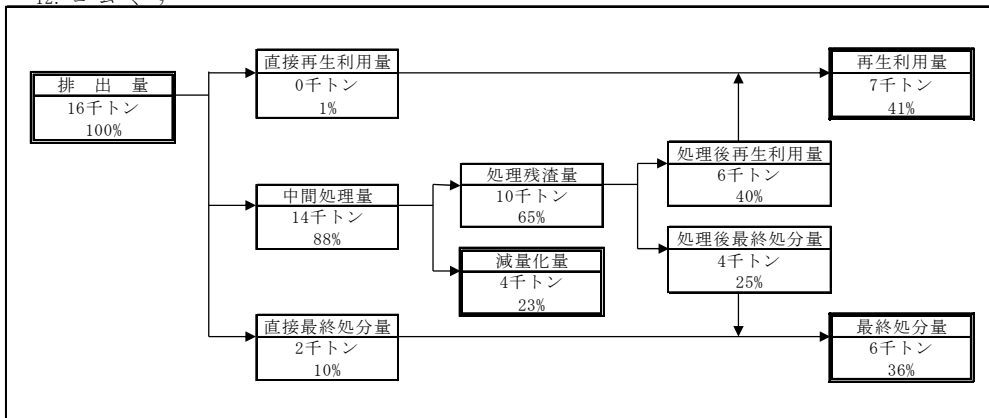 12. ゴムくず
排出量
16千トン
100%
直接再生利用量
0千トン
1%
再生利用量
7千トン
41%
中間処理量
14千トン
88%
処理残渣量
10千トン
65%
処理後再生利用量
6千トン
40%
減量化量
4千トン
23%
処理後最終処分量
4千トン
25%
直接最終処分量
2千トン
10%
最終処分量
6千トン
36%